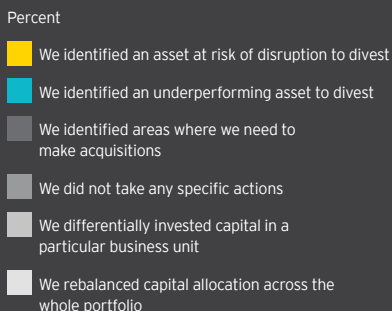 Percent
We identified an asset at risk of disruption to divest
We identified an underperforming asset to divest
We identified areas where we need to
make acquisitions
We did not take any specific actions
We differentially invested capital in a
particular business unit
We rebalanced capital allocation across the
whole portfolio